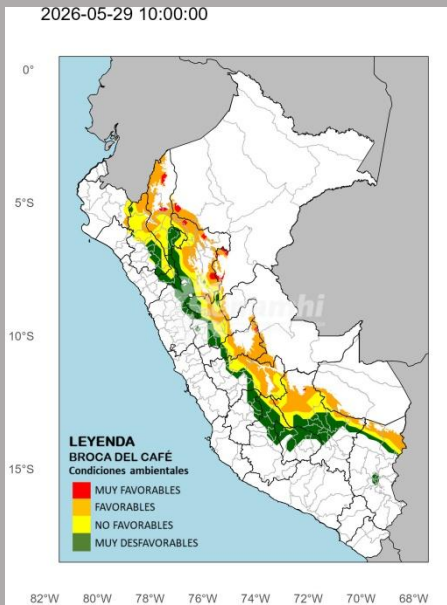 2026-05-29 10:00:00
0°
5°S
10°S
15°S
senamhi
LEYENDA
BROCA DEL CAFÉ
Condiciones ambientales
MUY FAVORABLES
FAVORABLES
NO FAVORABLES
MUY DESFAVORABLES
82°W 80°W 78°W 76°W 74°W 72°W 70°W 68°W